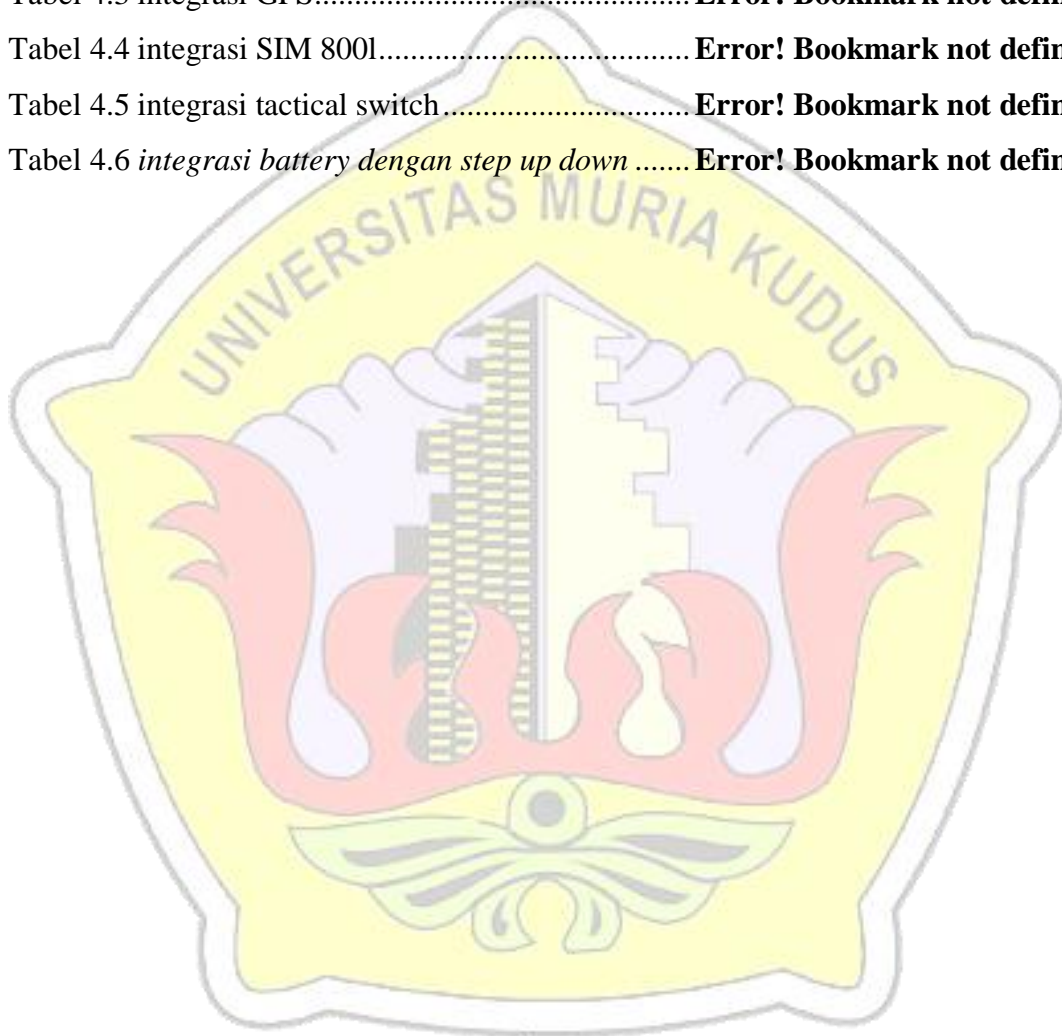 Tabel 4.3 integrasi GPS............................................................ Error! Bookmark not defin
Tabel 4.4 integrasi SIM 800l.................................................. Error! Bookmark not defin
Tabel 4.5 integrasi tactical switch........................................ Error! Bookmark not defin
Tabel 4.6 integrasi battery dengan step up down....... Error! Bookmark not defin
UNIVERSITAS MURIA KUDUS